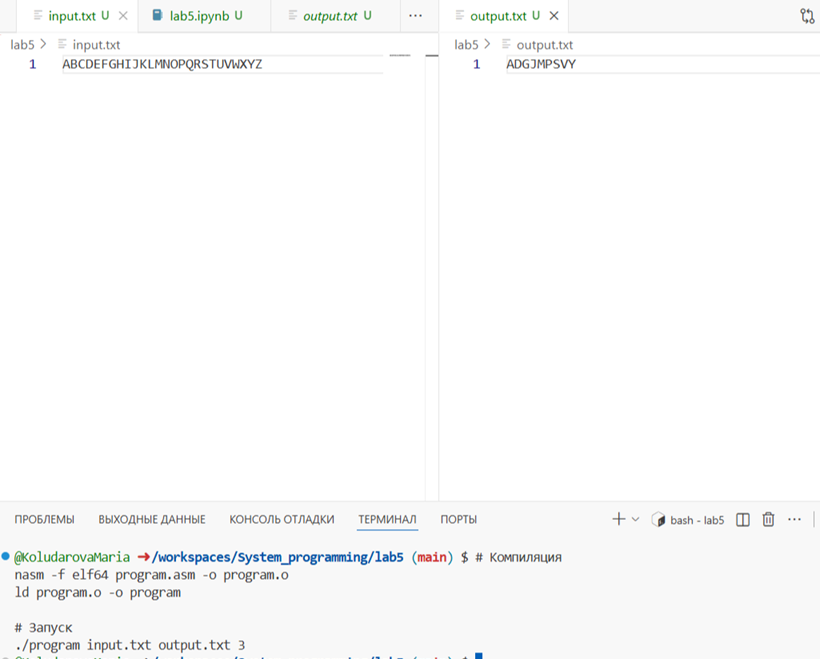 input.txt U
lab5.ipynb U
output.txt U
...
output.txt U
lab5 > input.txt
lab5 > output.txt
1 ABCDEFGHIJKLMNOPQRSTUVWXYZ
1 ADGJMPSVY
ПРОБЛЕМЫ ВЫХОДНЫЕ ДАННЫЕ КОНСОЛЬ ОТЛАДКИ ТЕРМИНАЛ ПОРТЫ
bash - lab5
...
@KoludarovaMaria ➜/workspaces/System_programming/lab5 (main) $ # Компиляция
nasm -f elf64 program.asm -o program.o
ld program.o -o program
# Запуск
./program input.txt output.txt 3